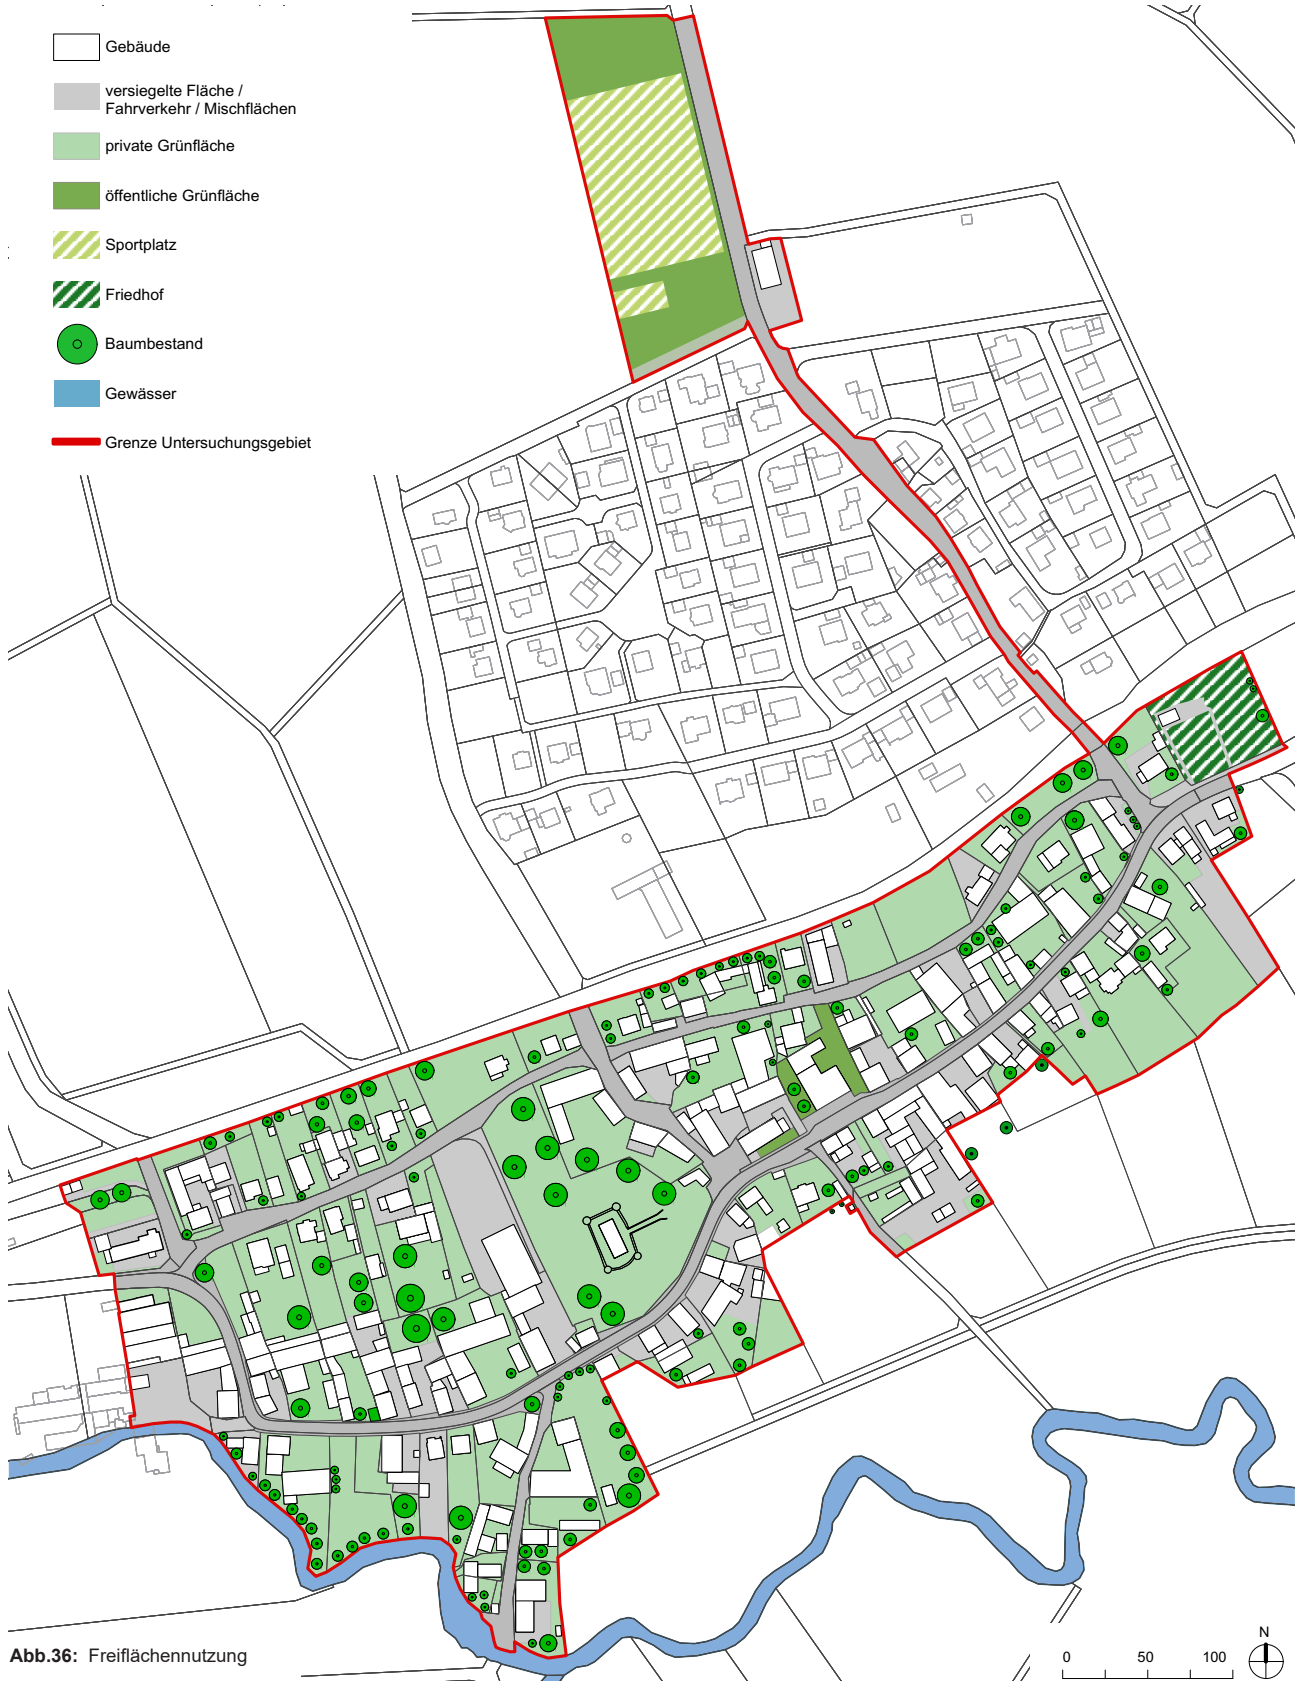 Gebäude
versiegelte Fläche /
Fahrverkehr / Mischflächen
private Grünfläche
öffentliche Grünfläche
Sportplatz
Friedhof
Baumbestand
Gewässer
Grenze Untersuchungsgebiet
Abb.36: Freiflächennutzung
0 50 100
N